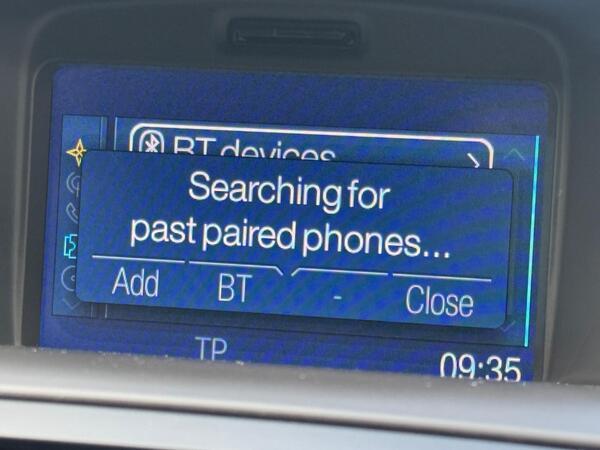 BT devices
Searching for
past paired phones...
Add BT - Close
TP 09:35